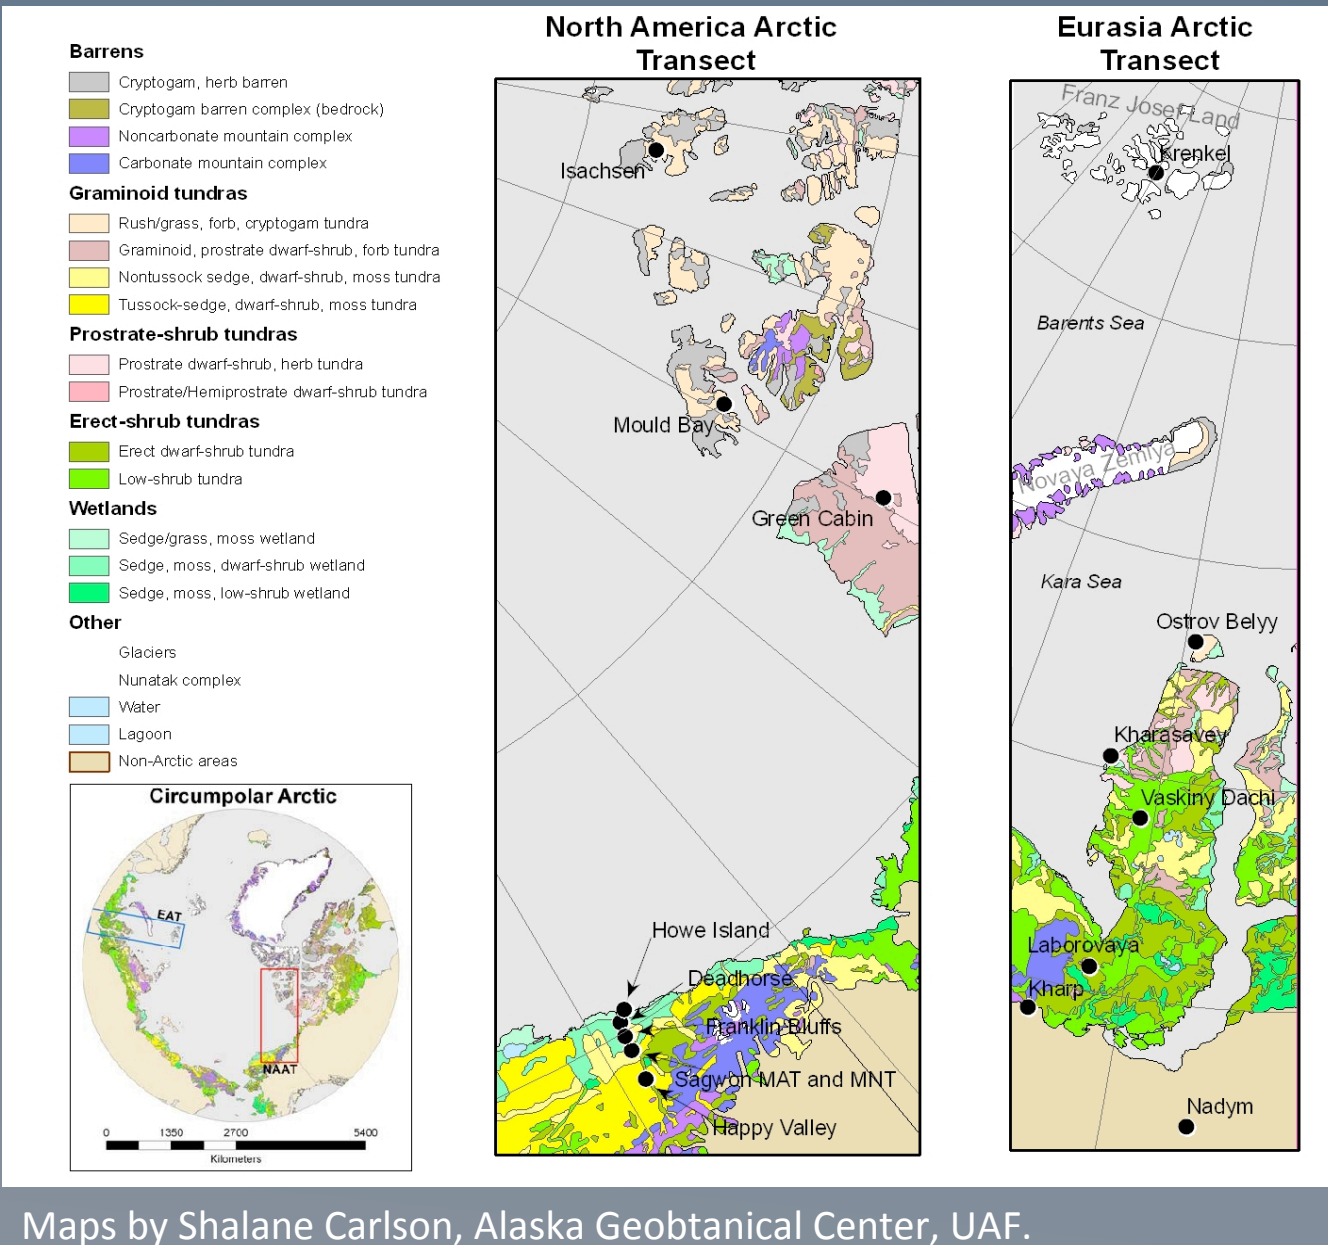 North America Arctic
Transect
Eurasia Arctic
Transect
Barrens
Cryptogam, herb barren
Cryptogam barren complex (bedrock)
Noncarbonate mountain complex
Carbonate mountain complex
Graminoid tundras
Rush/grass, forb, cryptogam tundra
Graminoid, prostrate dwarf-shrub, forb tundra
Nontussock sedge, dwarf-shrub, moss tundra
Tussock-sedge, dwarf-shrub, moss tundra
Prostrate-shrub tundras
Prostrate dwarf-shrub, herb tundra
Prostrate/Hemiprostrate dwarf-shrub tundra
Erect-shrub tundras
Erect dwarf-shrub tundra
Low-shrub tundra
Wetlands
Sedge/grass, moss wetland
Sedge, moss, dwarf-shrub wetland
Sedge, moss, low-shrub wetland
Other
Glaciers
Nunatak complex
Water
Lagoon
Non-Arctic areas
Circumpolar Arctic
EAT
NAAT
0 1350 2700 5400
Kilometers
Isachsen
Mould Bay
Green Cabin
Howe Island
Deadhorse
Franklin Bluffs
Sagwon MAT and MNT
Happy Valley
Franz Josef Land
Krenkel
Barents Sea
Novaya Zemlya
Kara Sea
Ostrov Belyy
Kharasavey
Vaskiny Dachi
Laborovaya
Kharp
Nadym
Maps by Shalane Carlson, Alaska Geobtanical Center, UAF.